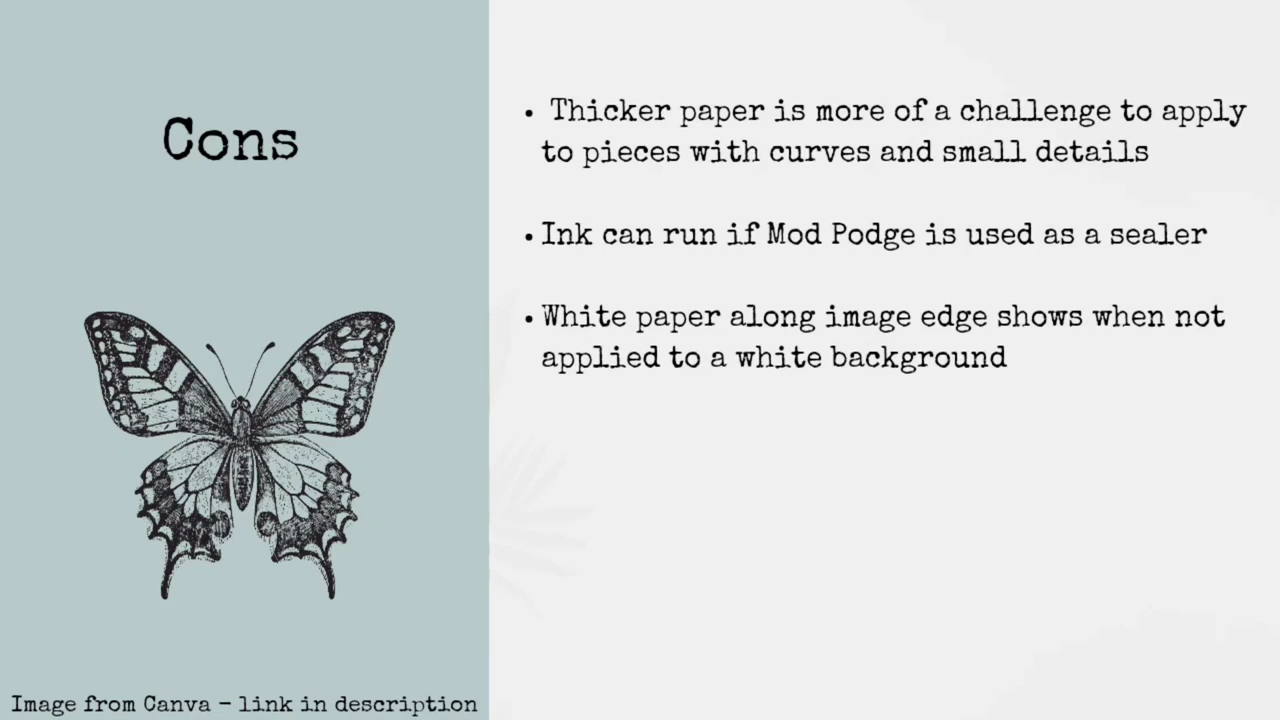 Cons
• Thicker paper is more of a challenge to apply
to pieces with curves and small details
• Ink can run if Mod Podge is used as a sealer
• White paper along image edge shows when not
applied to a white background
Image from Canva - link in description